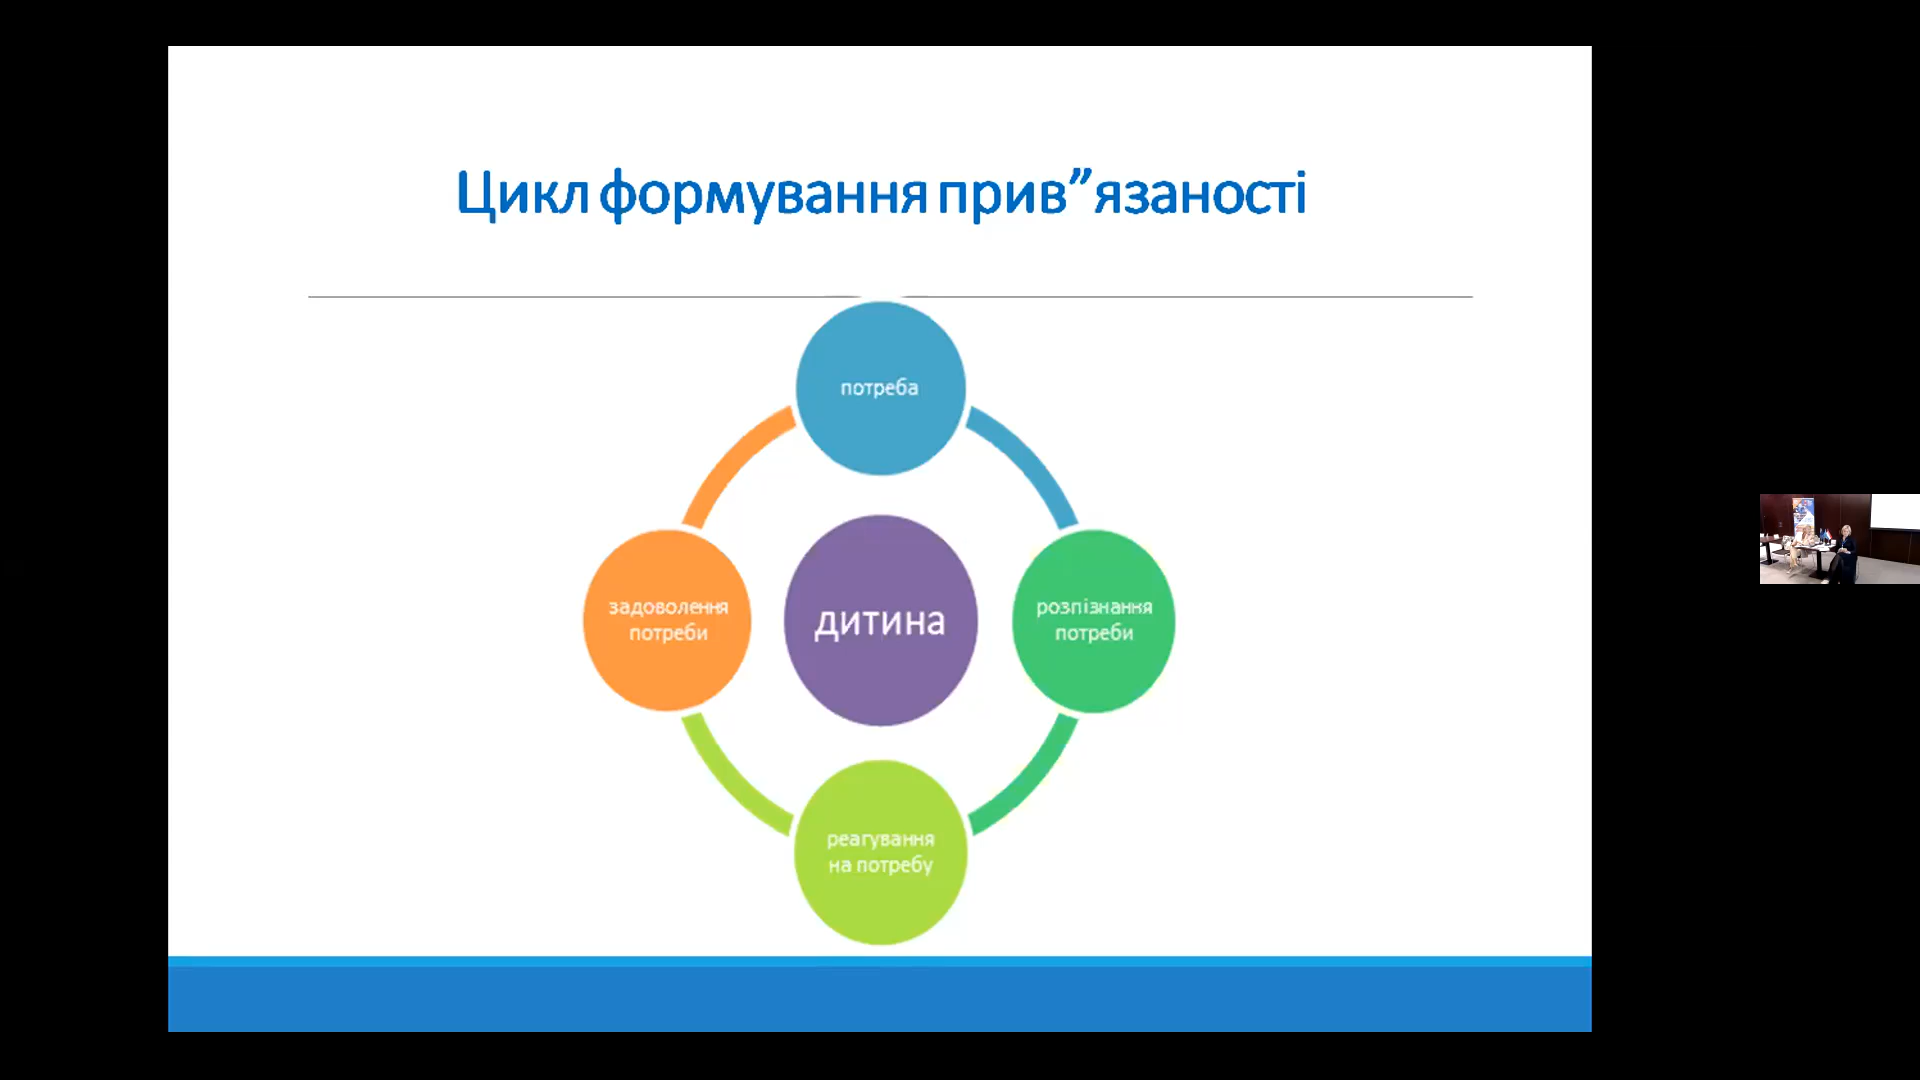 Цикл формування прив”язаності
потреба
задоволення
потреби
дитина
розпізнання
потреби
реагування
на потребу